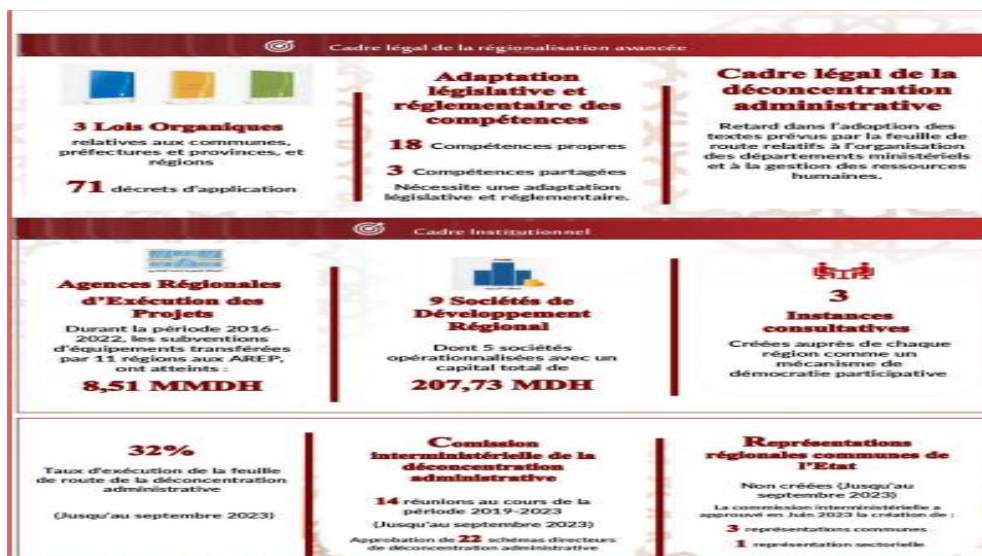 Cadre légal de la régionalisation avancée
3 Lois Organiques
relatives aux communes,
préfectures et provinces, et
régions
71 décrets d'application
Adaptation
législative et
réglementaire des
compétences
18 Compétences propres
3 Compétences partagées
Nécessite une adaptation
législative et réglementaire.
Cadre légal de la
déconcentration
administrative
Retard dans l'adoption des
textes prévus par la feuille de
route relatifs à l'organisation
des départements ministériels
et à la gestion des ressources
humaines.
Cadre Institutionnel
Agences Régionales
d'Exécution des
Projets
Durant la période 2016-
2022, les subventions
d'équipements transférées
par 11 régions aux AREP,
ont atteints :
8,51 MMDH
9 Sociétés de
Développement
Régional
Dont 5 sociétés
opérationnalisées avec un
capital total de
207,73 MDH
3
Instances
consultatives
Créées auprès de chaque
région comme un
mécanisme de
démocratie participative
32%
Taux d'exécution de la feuille
de route de la déconcentration
administrative
(Jusqu'au septembre 2023)
Comission
interministérielle de la
déconcentration
administrative
14 réunions au cours de la
période 2019-2023
(Jusqu'au septembre 2023)
Approbation de 22 schémas directeurs
de déconcentration administrative
Représentations
régionales communes de
l'Etat
Non créées (Jusqu'au
septembre 2023)
La commission interministérielle a
approuvé en Juin 2023 la création de :
3 représentations communes
1 représentation sectorielle